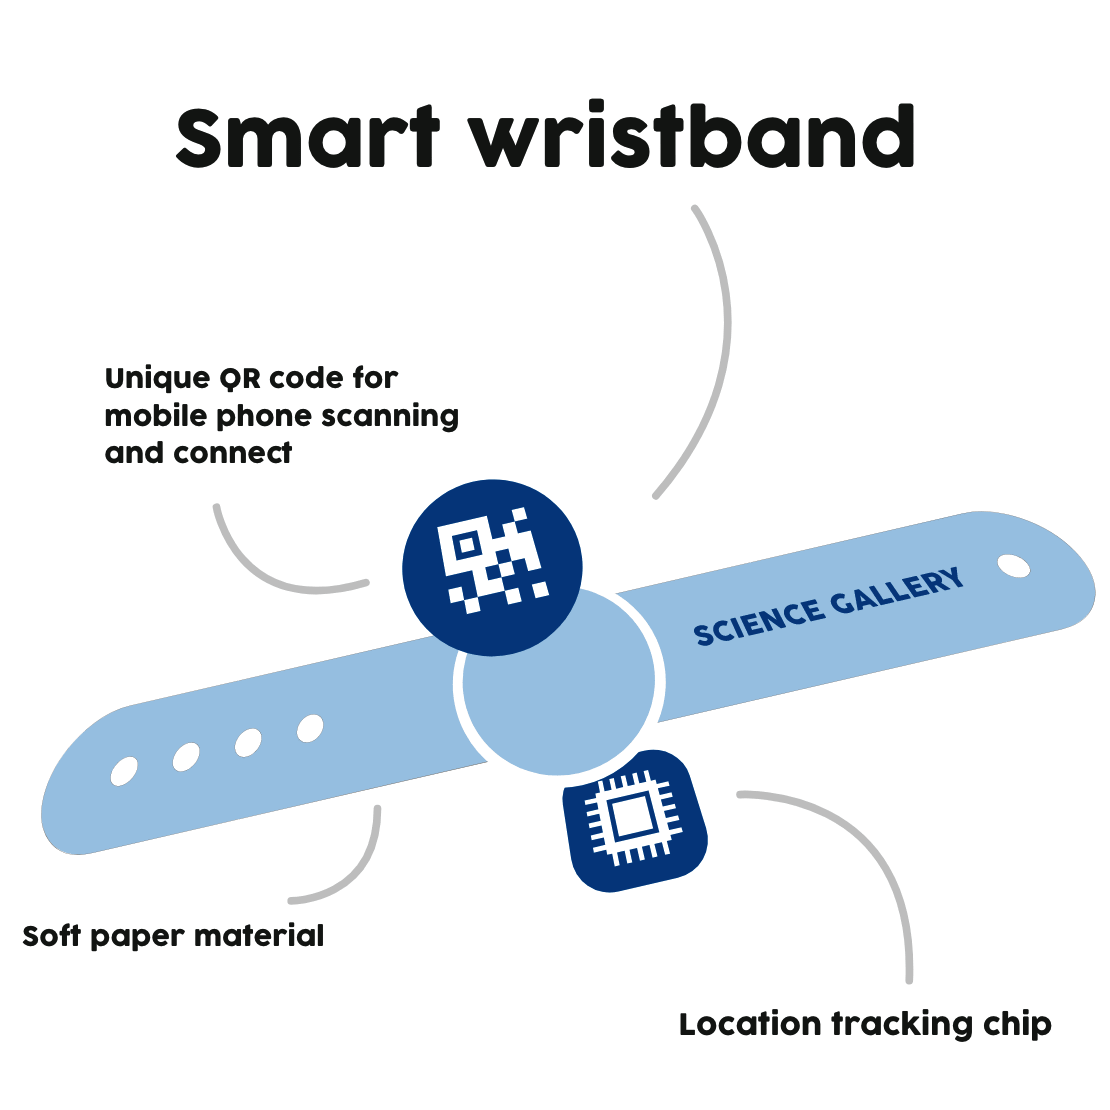 Smart wristband
Unique QR code for
mobile phone scanning
and connect
SCIENCE GALLERY
Soft paper material
Location tracking chip